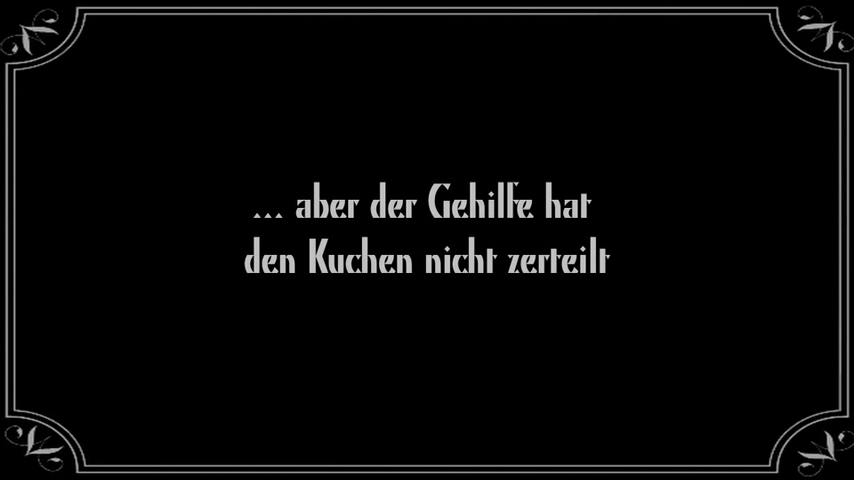 ... aber der Gehilfe hat
den Kuchen nicht zerteilt